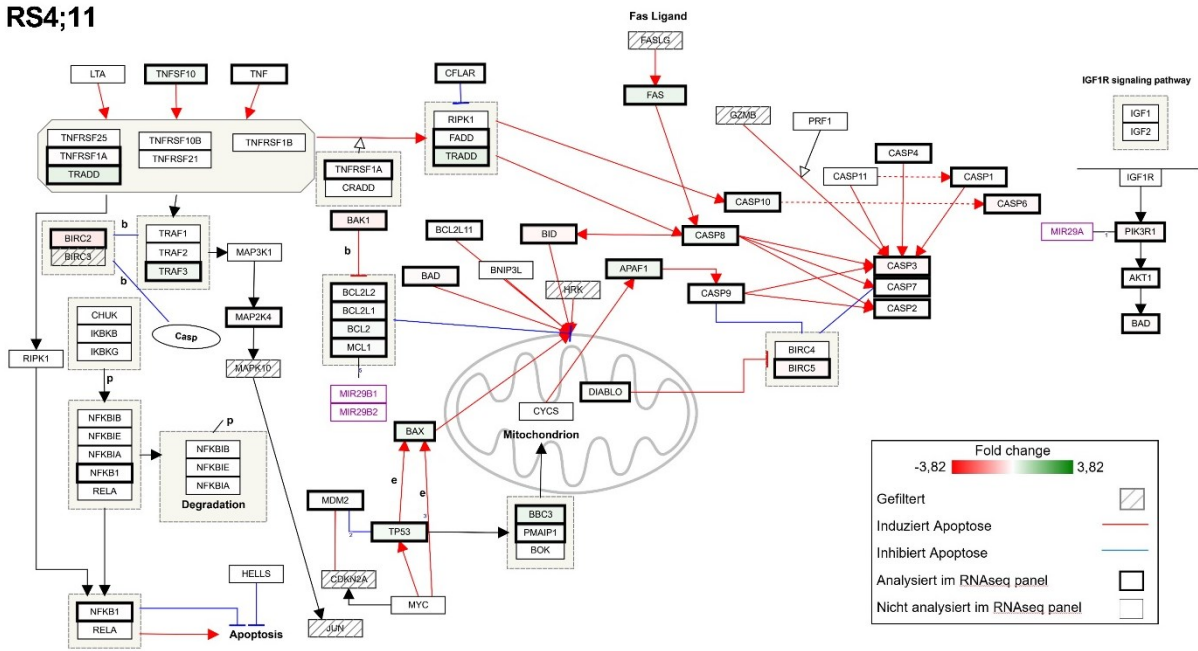 RS4;11
Fas Ligand
FASLG
LTA
TNFSF10
TNF
CFLAR
FAS
IGF1R signaling pathway
IGF1
IGF2
TNFRSF25
TNFRSF1A
TRADD
TNFRSF10B
TNFRSF21
TNFRSF1B
RIPK1
FADD
TRADD
GZMB
PRF1
CASP4
TNFRSF1A
CRADD
CASP11
CASP1
IGF1R
CASP10
CASP6
BAK1
b
BIRC2
BIRC3
b
b
TRAF1
TRAF2
TRAF3
MAP3K1
BCL2L11
BID
CASP8
MIR29A
PIK3R1
BNIP3L
BAD
HRK
APAF1
CASP9
CASP3
CASP7
CASP2
AKT1
BAD
BCL2L2
BCL2L1
BCL2
MCL1
CHUK
IKBKB
IKBKG
Casp
MAP2K4
RIPK1
MAPK10
BIRC4
BIRC5
p
5
MIR29B1
MIR29B2
DIABLO
CYCS
Mitochondrion
NFKBIB
NFKBIE
NFKBIA
NFKB1
RELA
p
NFKBIB
NFKBIE
NFKBIA
Degradation
BAX
e
e
MDM2
2
TP53
3
BBC3
PMAIP1
BOK
HELLS
CDKN2A
MYC
NFKB1
RELA
Apoptosis
JUN
Fold change
-3,82
3,82
Gefiltert
Induziert Apoptose
Inhibiert Apoptose
Analysiert im RNAseq panel
Nicht analysiert im RNAseq panel